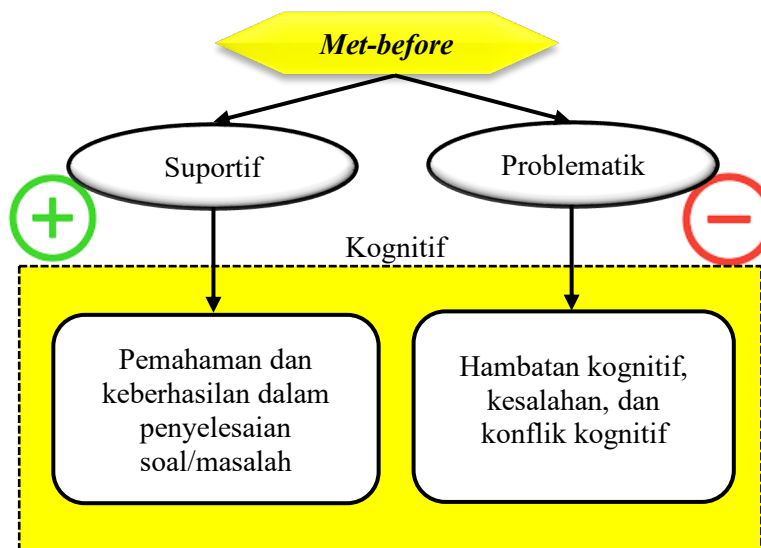 Met-before
Suportif
Problematik
Kognitif
Pemahaman dan
keberhasilan dalam
penyelesaian
soal/masalah
Hambatan kognitif,
kesalahan, dan
konflik kognitif